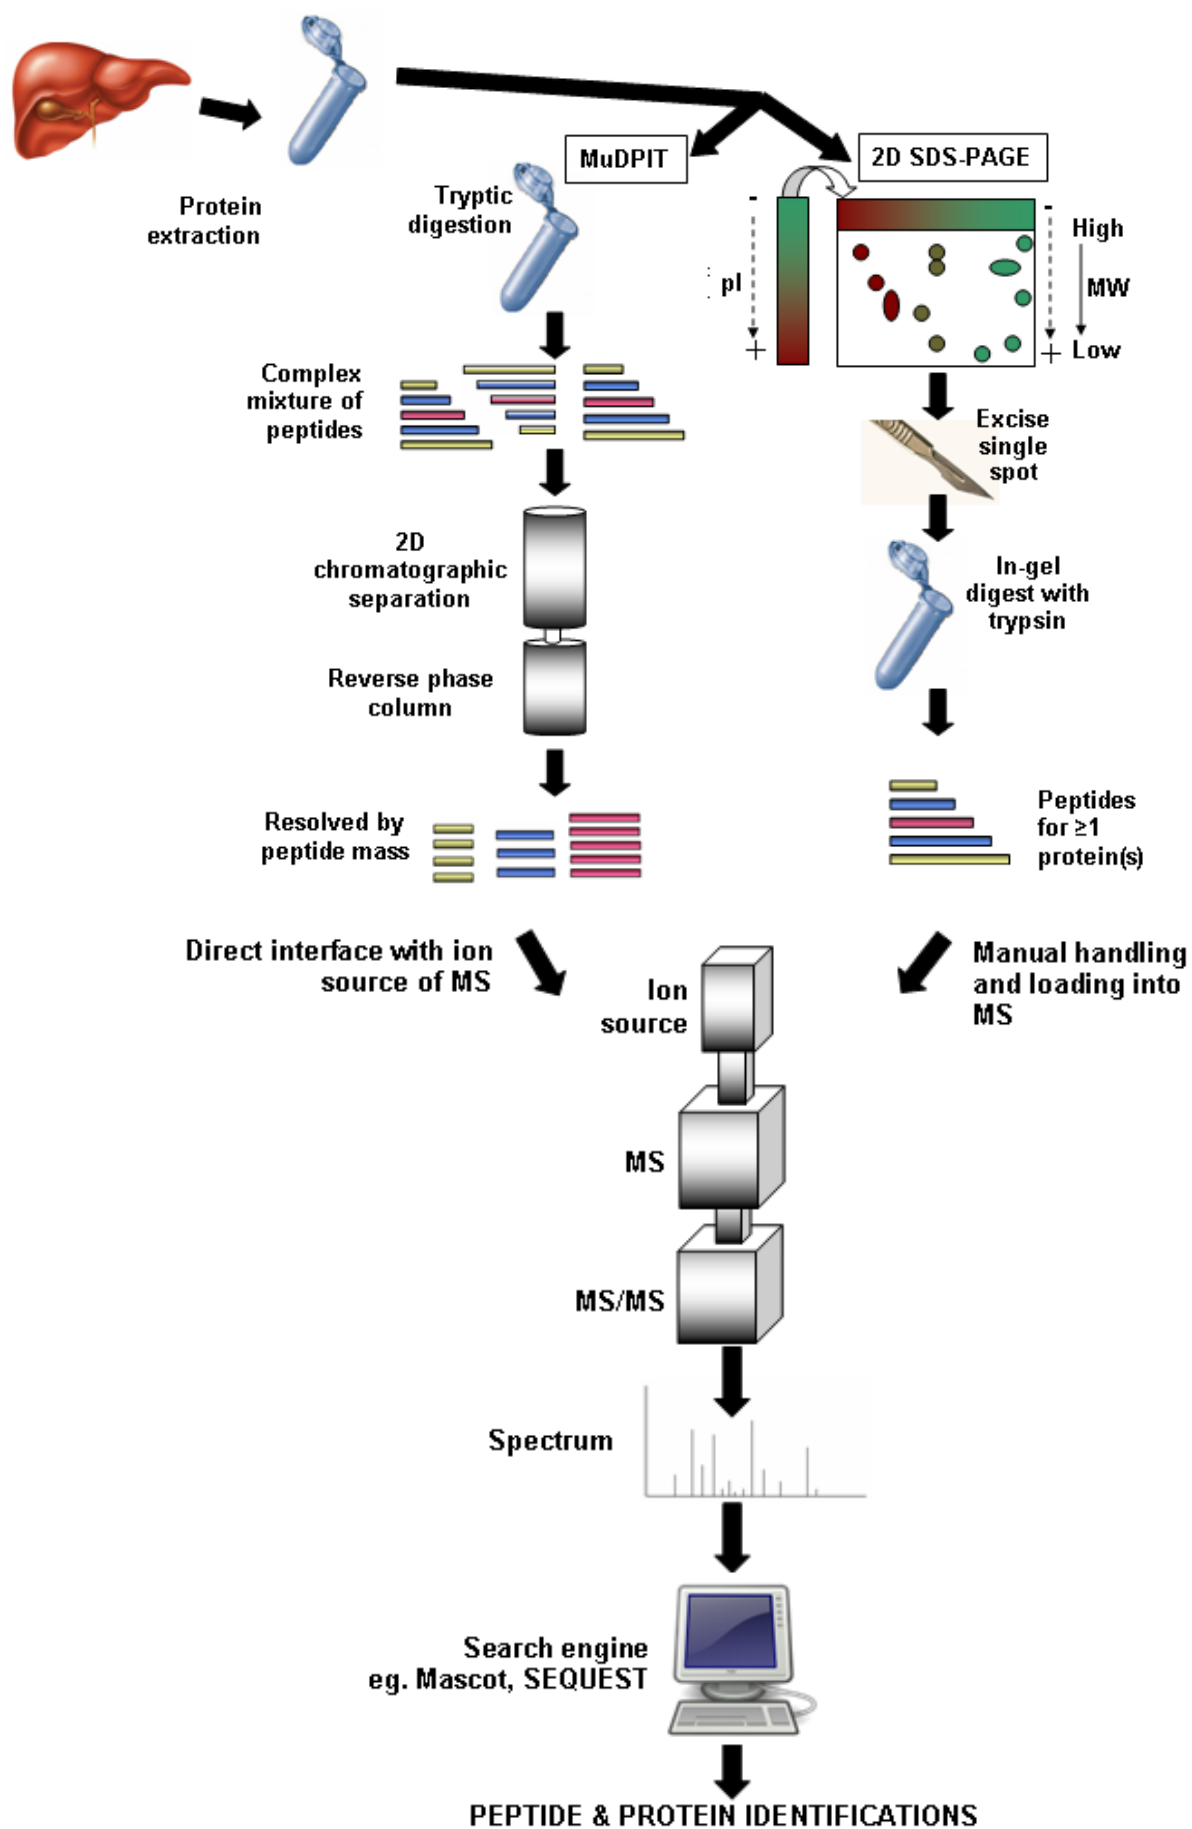 Protein
extraction
MuDPIT
2D SDS-PAGE
Tryptic
digestion
-
pI
+
-
+
High
MW
Low
Complex
mixture of
peptides
Excise
single
spot
2D
chromatographic
separation
In-gel
digest with
trypsin
Reverse phase
column
Resolved by
peptide mass
Peptides
for ≥1
protein(s)
Direct interface with ion
source of MS
Manual handling
and loading into
MS
Ion
source
MS
MS/MS
Spectrum
Search engine
eg. Mascot, SEQUEST
PEPTIDE & PROTEIN IDENTIFICATIONS